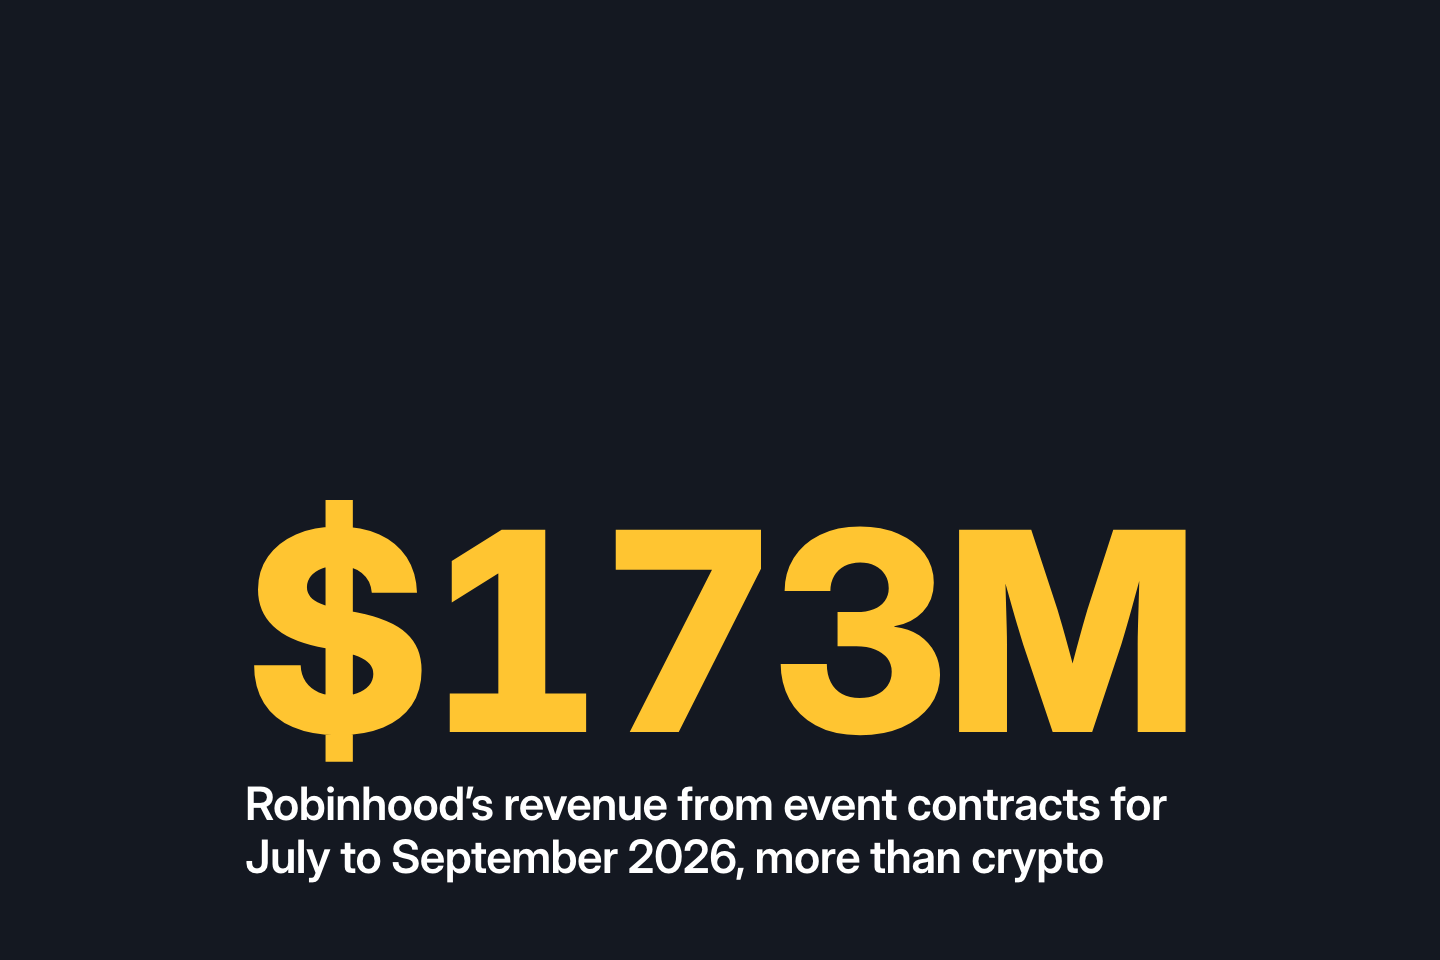 $173M
Robinhood’s revenue from event contracts for
July to September 2026, more than crypto